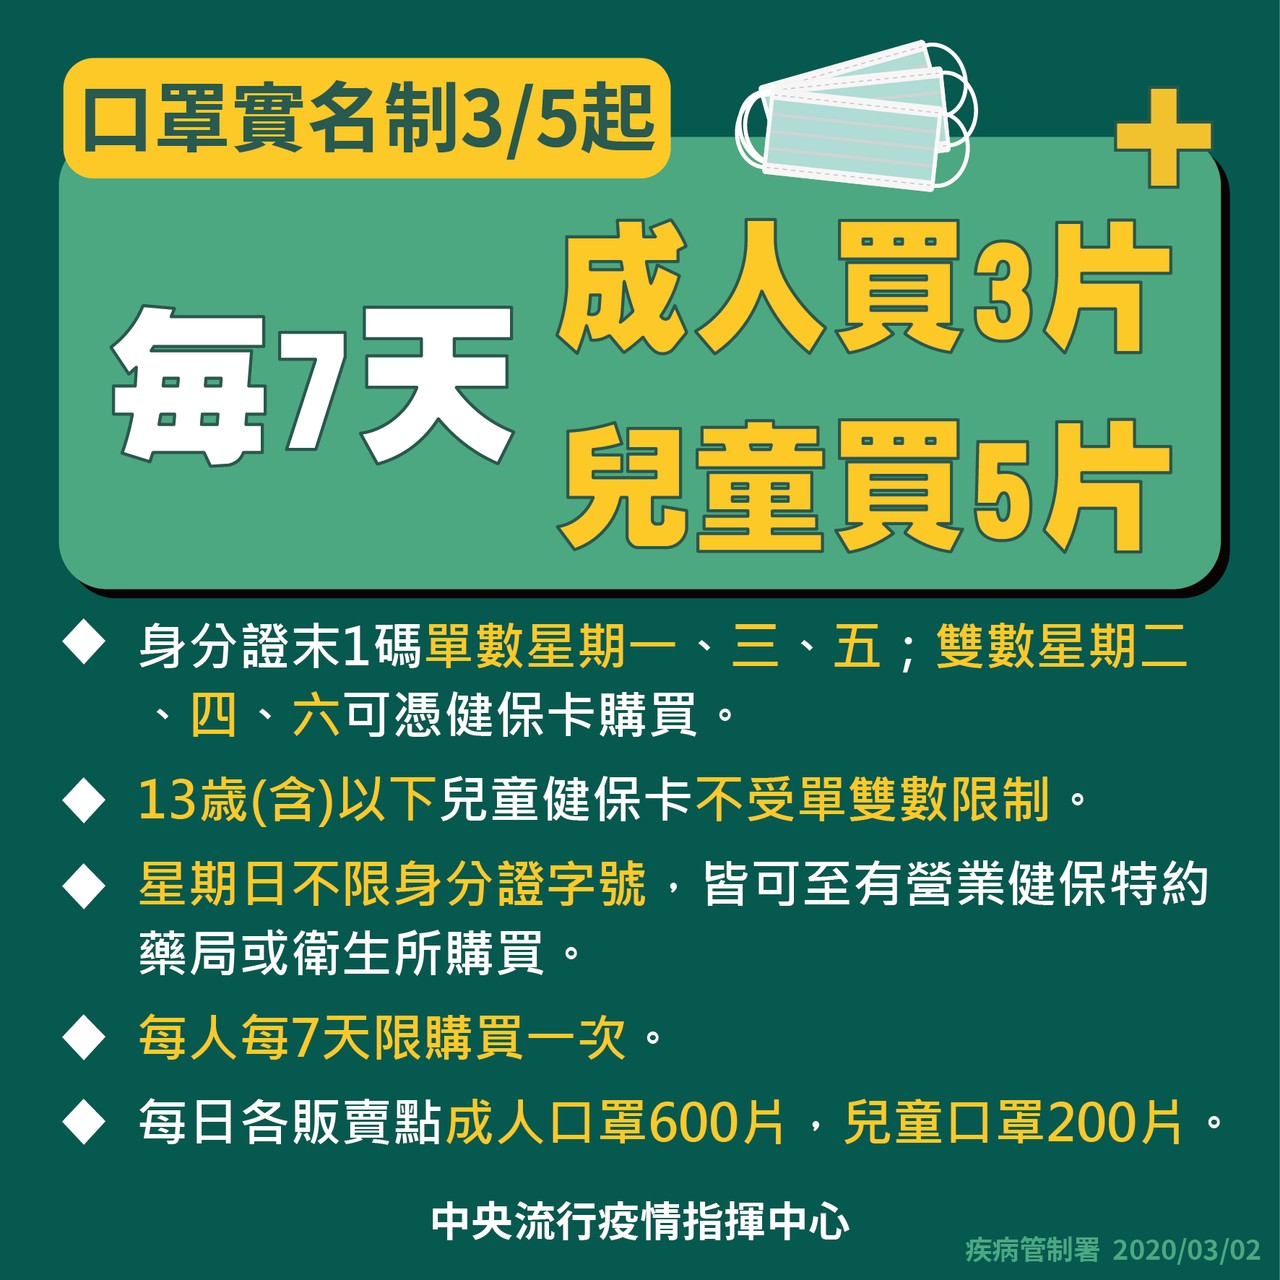 口罩實名制3/5起
每7天
成人買3片
兒童買5片
◆ 身分證末1碼單數星期一、三、五；雙數星期二
、四、六可憑健保卡購買。
◆ 13歲(含)以下兒童健保卡不受單雙數限制。
◆ 星期日不限身分證字號，皆可至有營業健保特約
藥局或衛生所購買。
◆ 每人每7天限購買一次。
◆ 每日各販賣點成人口罩600片，兒童口罩200片。
中央流行疫情指揮中心
疾病管制署 2020/03/02